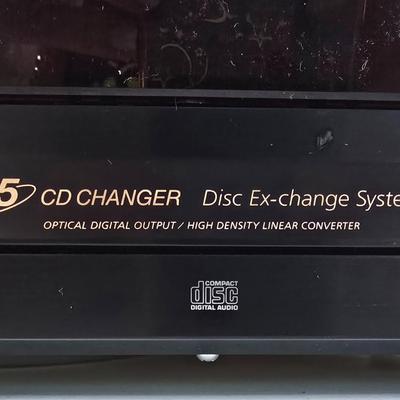 5 CD CHANGER Disc Ex-change Syste
OPTICAL DIGITAL OUTPUT / HIGH DENSITY LINEAR CONVERTER
COMPACT
disc
DIGITAL AUDIO